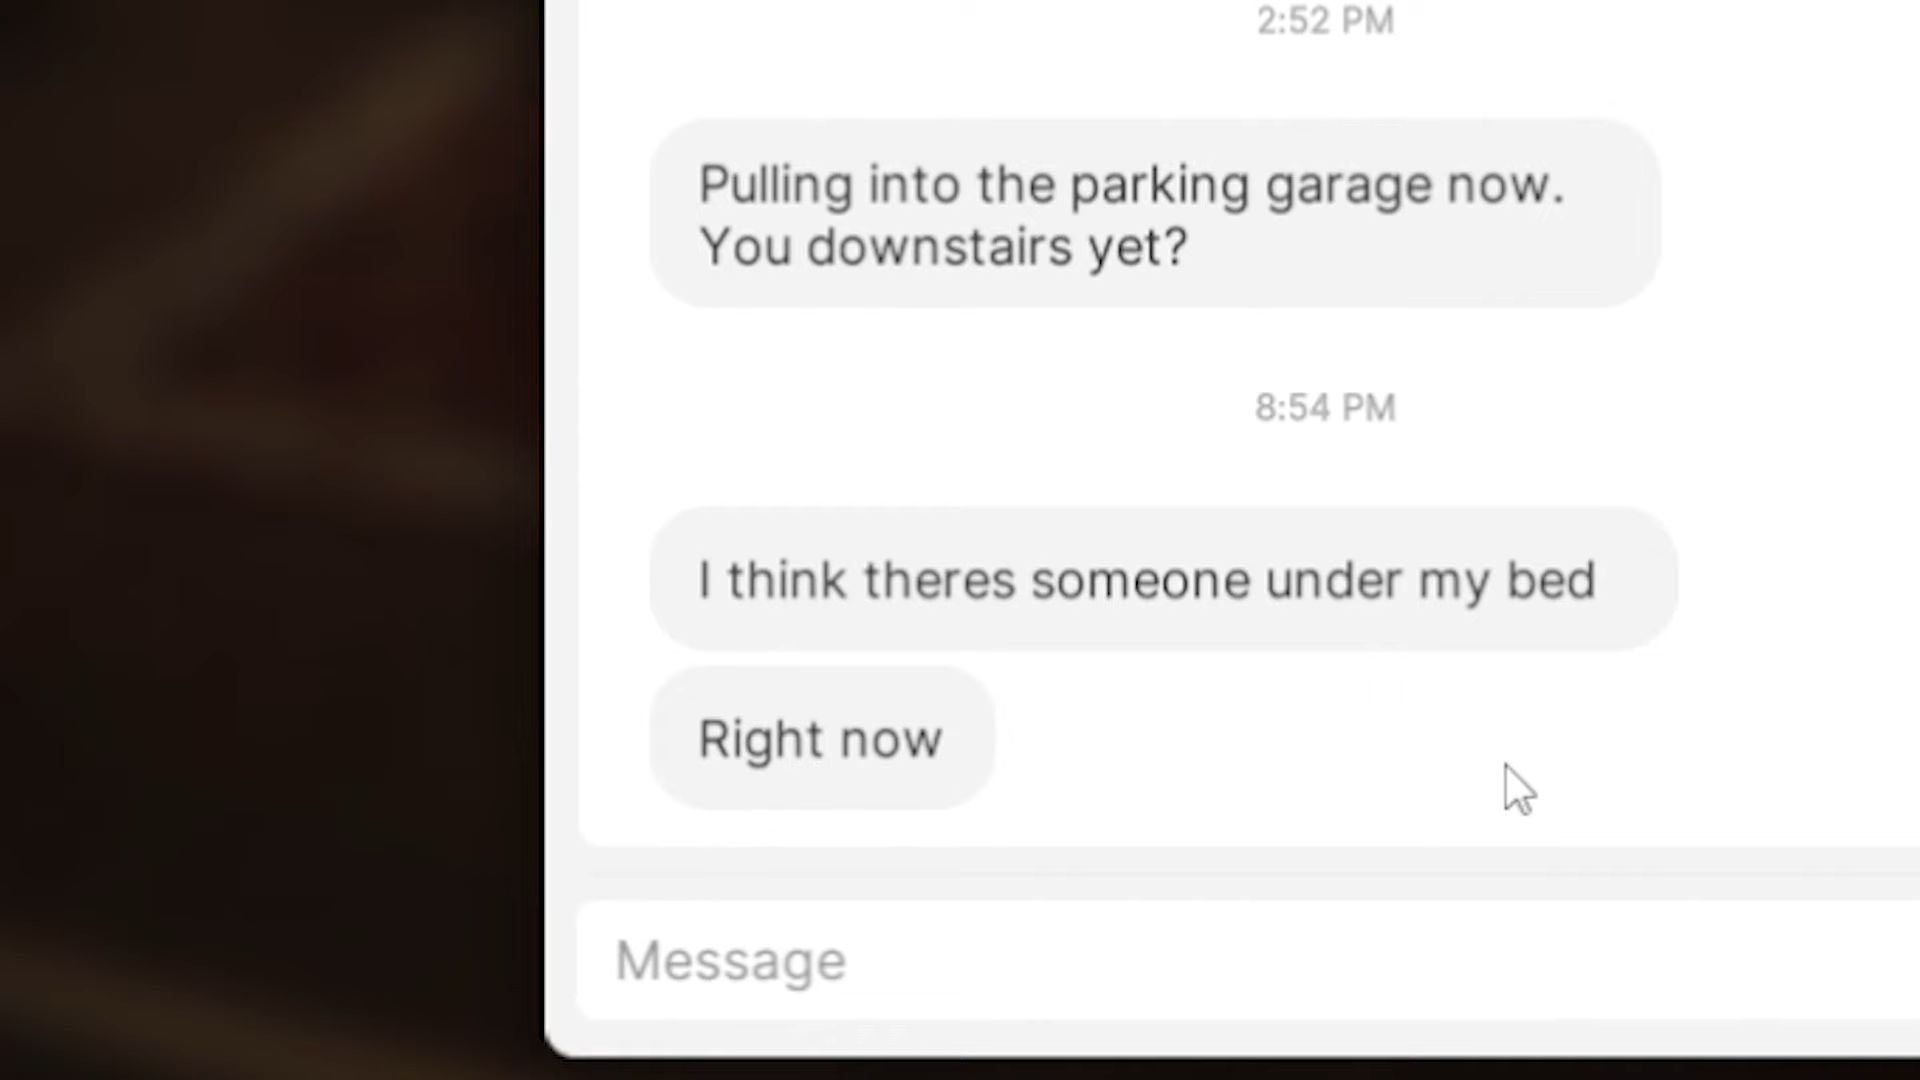 2:52 PM
Pulling into the parking garage now.
You downstairs yet?
8:54 PM
I think theres someone under my bed
Right now
Message